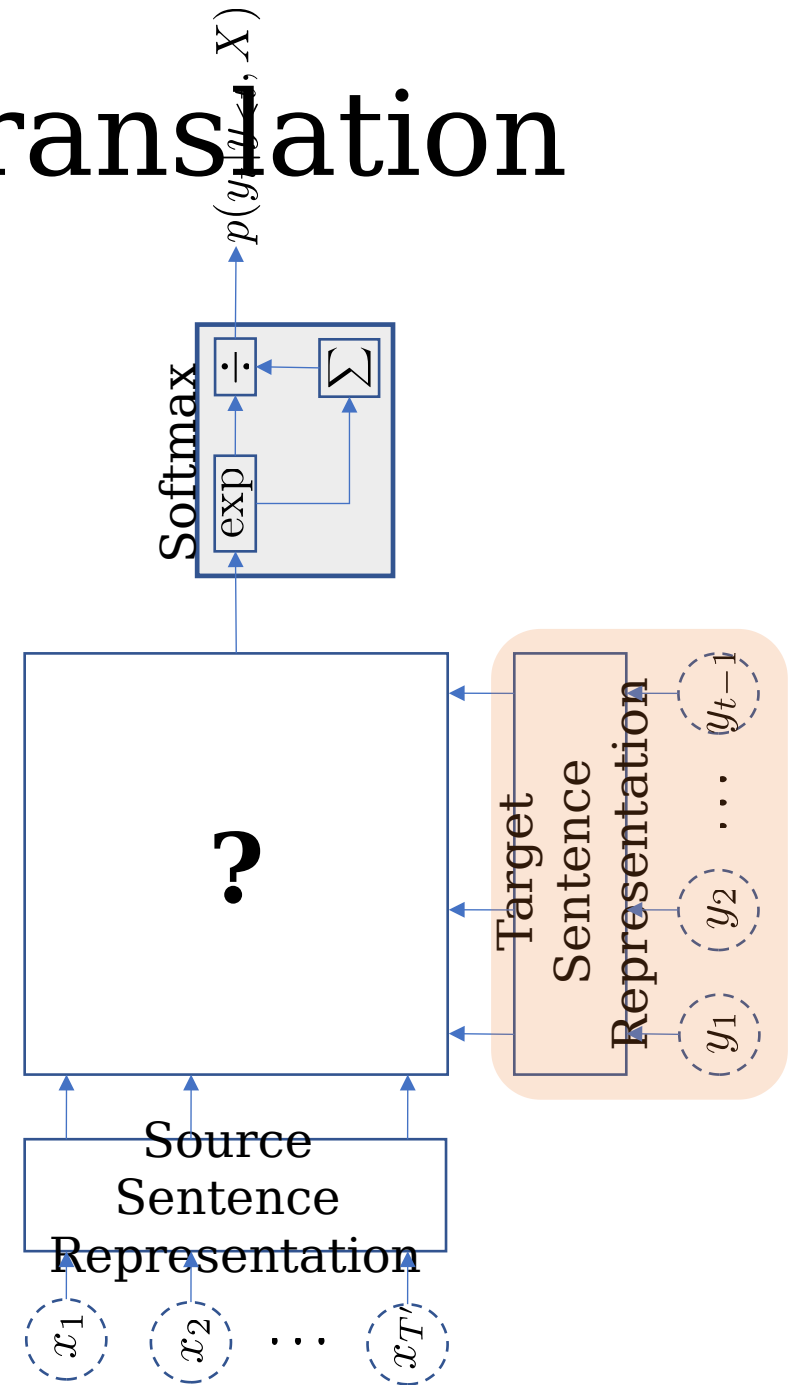 ranslation
p(y_t|y_{<t}, X)
Softmax
÷
Σ
exp
?
Target
Sentence
Representation
y_{t-1}
...
y_2
y_1
Source
Sentence
Representation
x_1
x_2
...
x_{T'}